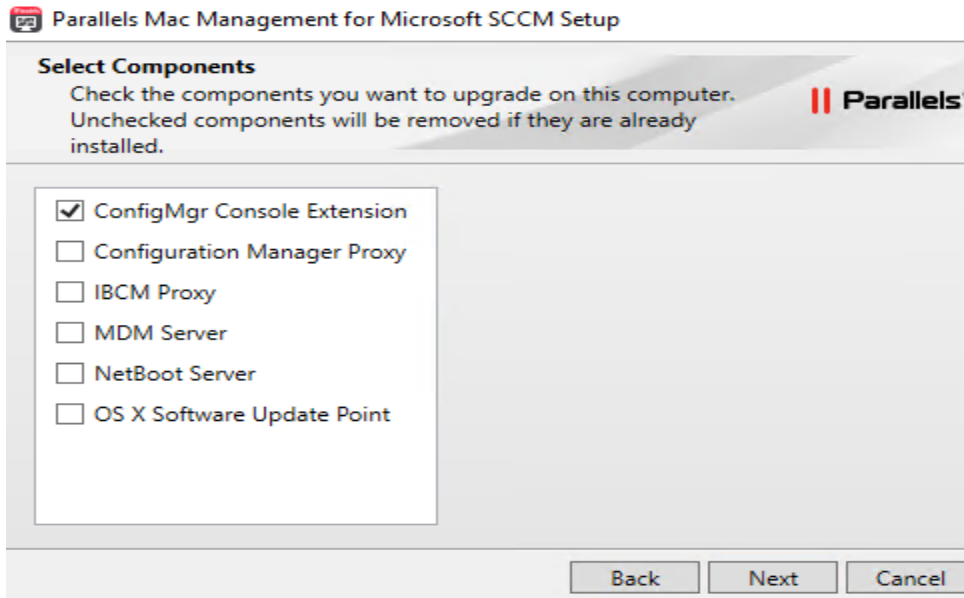 Parallels Mac Management for Microsoft SCCM Setup
Select Components
Check the components you want to upgrade on this computer.
Unchecked components will be removed if they are already
installed.
Parallels
ConfigMgr Console Extension
Configuration Manager Proxy
IBCM Proxy
MDM Server
NetBoot Server
OS X Software Update Point
Back
Next
Cancel